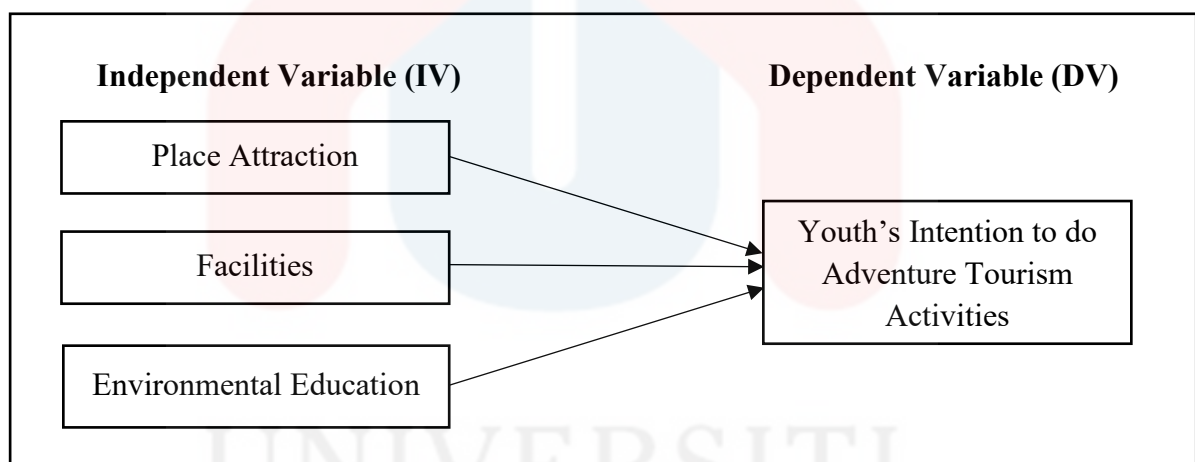 Independent Variable (IV)
Dependent Variable (DV)
Place Attraction
Facilities
Environmental Education
Youth’s Intention to do
Adventure Tourism
Activities
UNIVERSITI